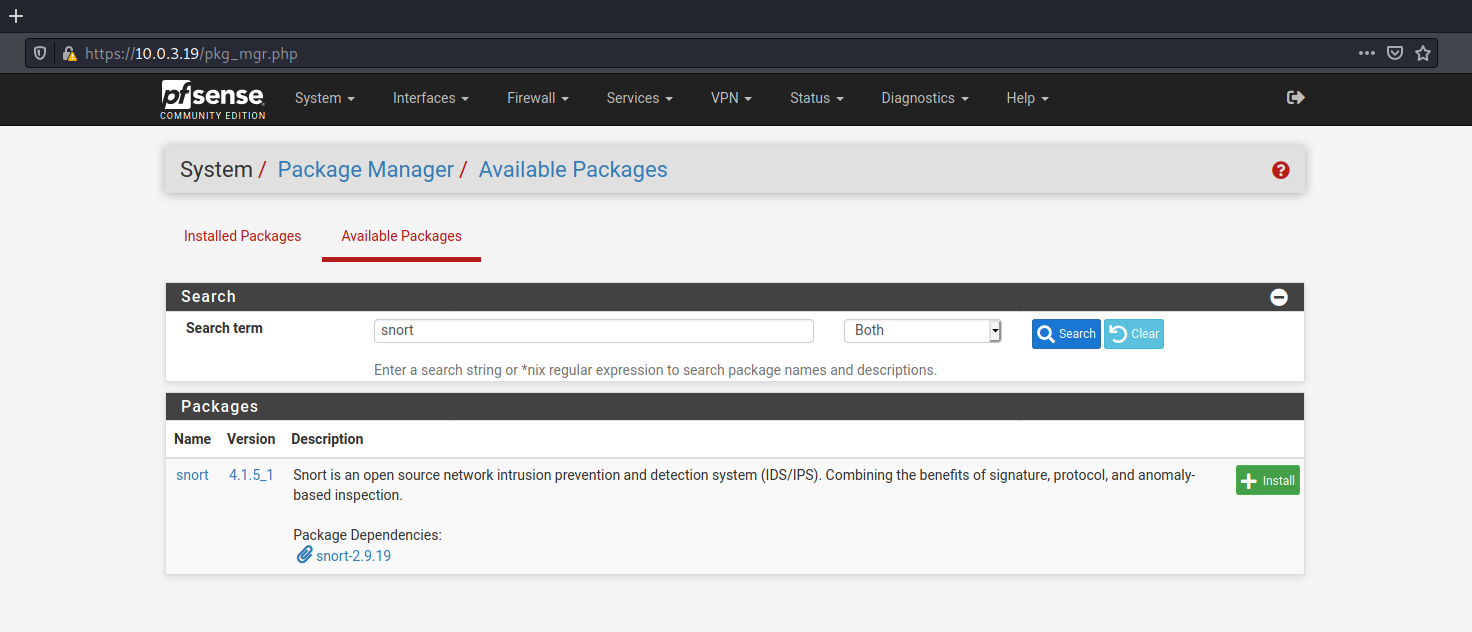 https://10.0.3.19/pkg_mgr.php
pfsense
COMMUNITY EDITION
System Interfaces Firewall Services VPN Status Diagnostics Help
System / Package Manager / Available Packages
Installed Packages Available Packages
Search
Search term snort Both Search Clear
Enter a search string or *nix regular expression to search package names and descriptions.
Packages
Name Version Description
snort 4.1.5_1 Snort is an open source network intrusion prevention and detection system (IDS/IPS). Combining the benefits of signature, protocol, and anomaly- Install
based inspection.
Package Dependencies:
snort-2.9.19